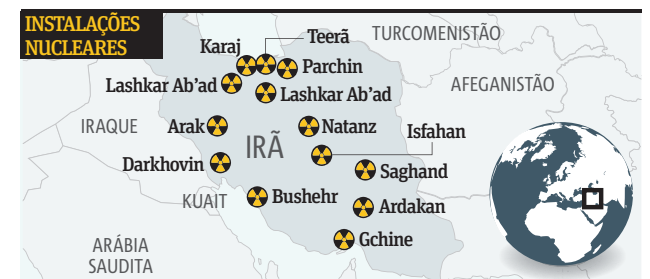 INSTALAÇÕES
NUCLEARES
Teerã
TURCOMENISTÃO
Karaj
Parchin
Lashkar Ab'ad
AFEGANISTÃO
Lashkar Ab'ad
IRAQUE
Arak
IRÃ
Natanz
Isfahan
Darkhovin
Saghand
KUAIT
Bushehr
Ardakan
Gchine
ARÁBIA
SAUDITA